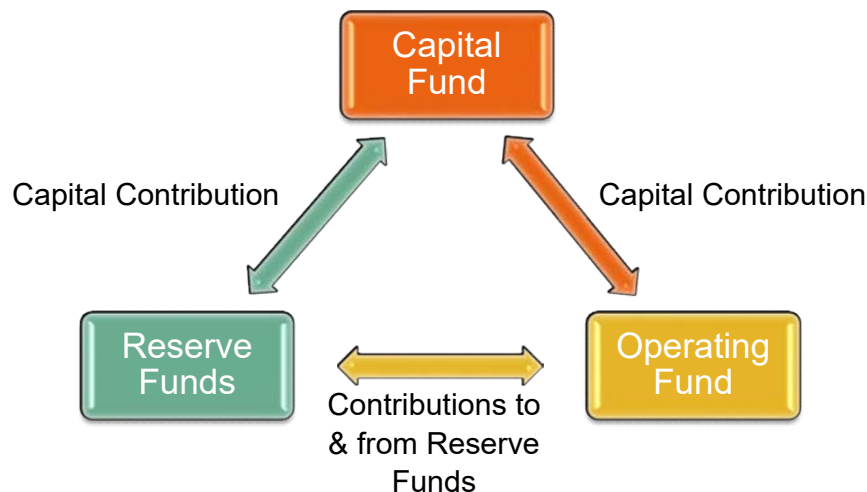 Capital
Fund
Capital Contribution
Capital Contribution
Reserve
Funds
Operating
Fund
Contributions to
& from Reserve
Funds